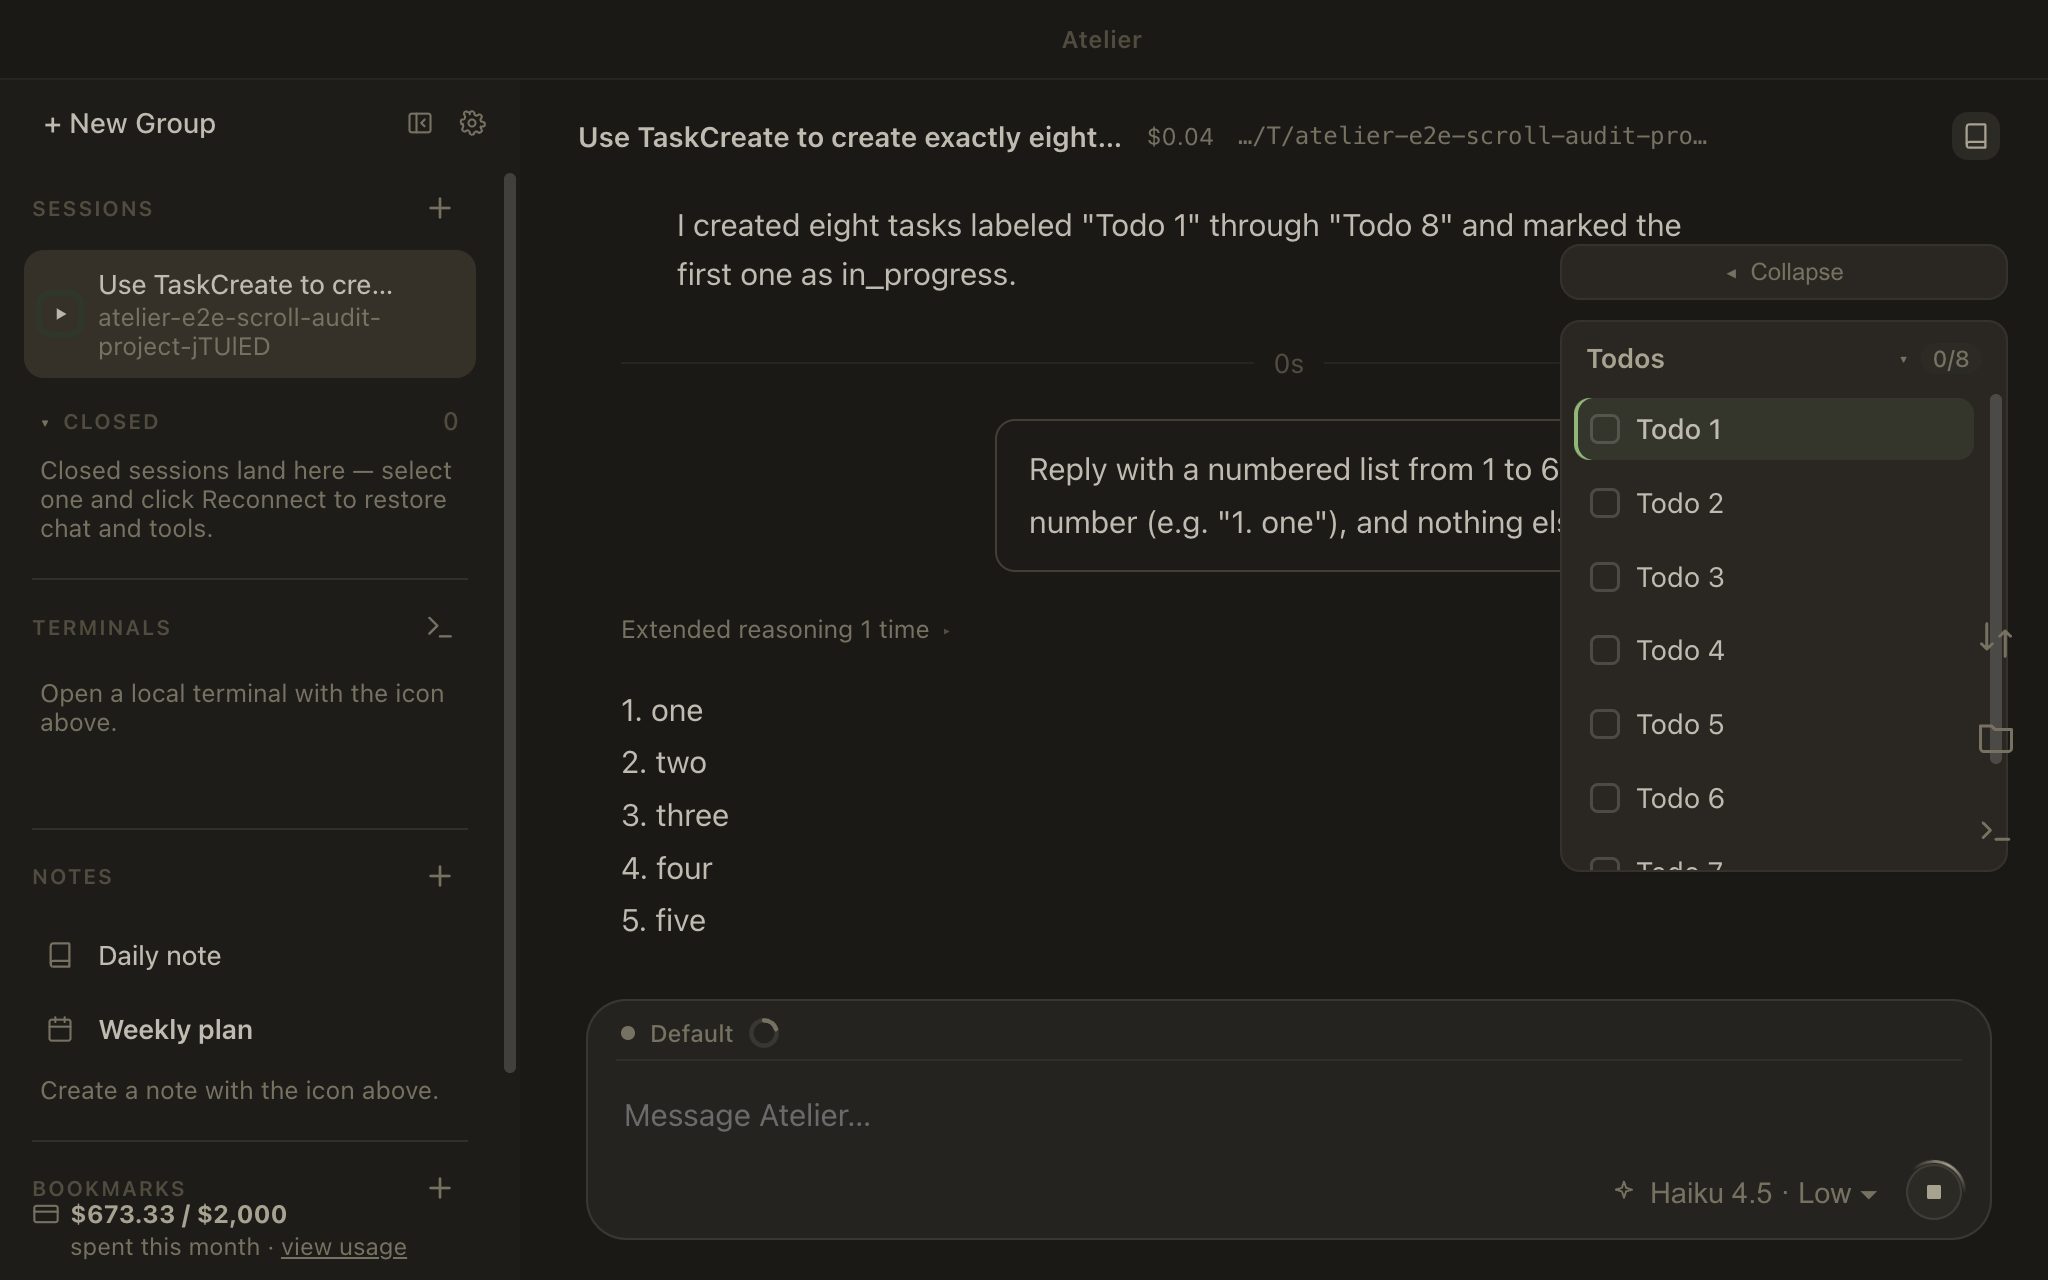 Atelier
+ New Group
SESSIONS
Use TaskCreate to cre...
atelier-e2e-scroll-audit-
project-jTUlED
CLOSED 0
Closed sessions land here — select
one and click Reconnect to restore
chat and tools.
TERMINALS
Open a local terminal with the icon
above.
NOTES
Daily note
Weekly plan
Create a note with the icon above.
BOOKMARKS
$673.33 / $2,000
spent this month · view usage
Use TaskCreate to create exactly eight... $0.04 …/T/atelier-e2e-scroll-audit-pro…
I created eight tasks labeled "Todo 1" through "Todo 8" and marked the
first one as in_progress.
0s
Reply with a numbered list from 1 to 6
number (e.g. "1. one"), and nothing els
Extended reasoning 1 time
1. one
2. two
3. three
4. four
5. five
Collapse
Todos 0/8
Todo 1
Todo 2
Todo 3
Todo 4
Todo 5
Todo 6
Todo 7
Default
Message Atelier...
Haiku 4.5 · Low